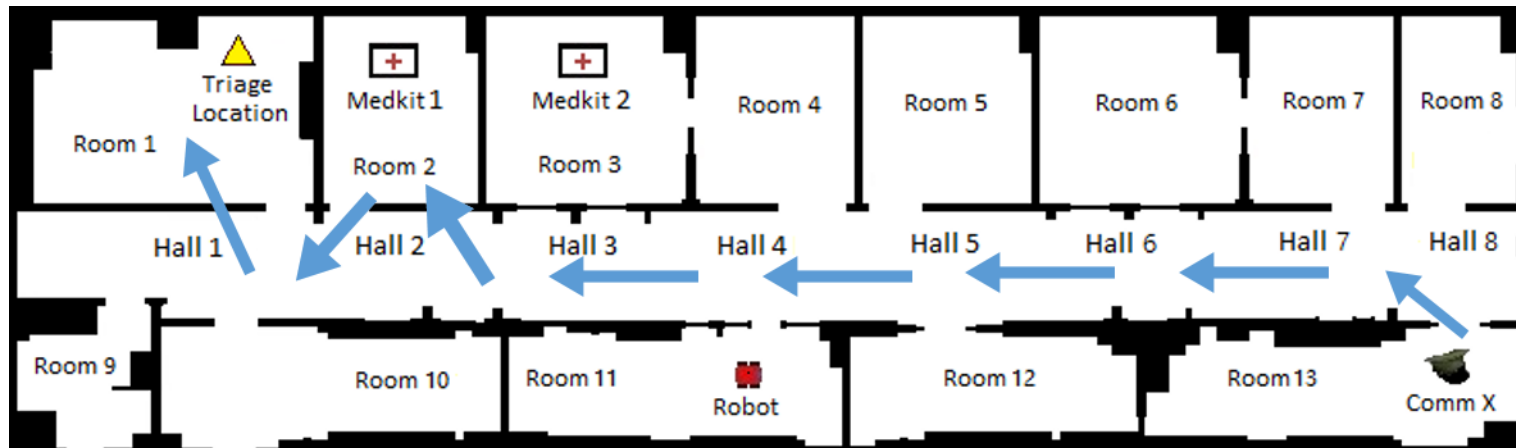 Triage
Location
Medkit 1
Medkit 2
Room 4
Room 5
Room 6
Room 7
Room 8
Room 1
Room 2
Room 3
Hall 1
Hall 2
Hall 3
Hall 4
Hall 5
Hall 6
Hall 7
Hall 8
Room 9
Room 10
Room 11
Robot
Room 12
Room 13
Comm X